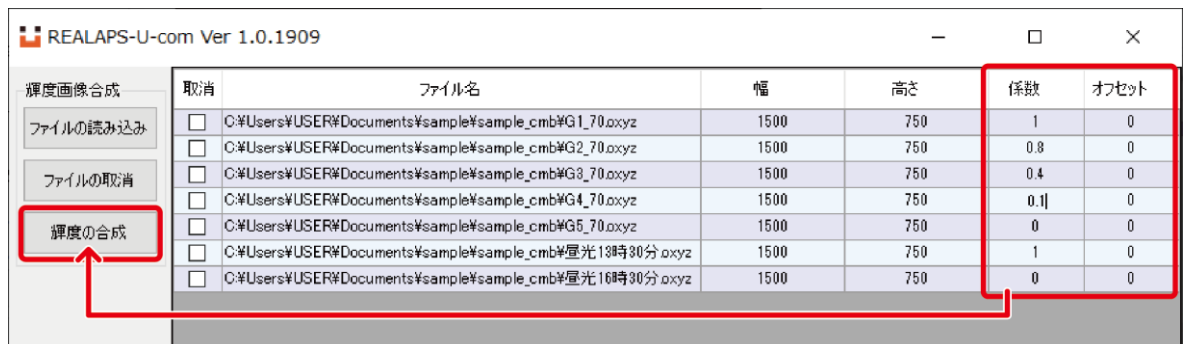 REALAPS-U-com Ver 1.0.1909
輝度画像合成
ファイルの読み込み
ファイルの取消
輝度の合成
取消 ファイル名 幅 高さ 係数 オフセット
C:¥Users¥USER¥Documents¥sample¥sample_cmb¥G1_70.oxyz 1500 750 1 0
C:¥Users¥USER¥Documents¥sample¥sample_cmb¥G2_70.oxyz 1500 750 0.8 0
C:¥Users¥USER¥Documents¥sample¥sample_cmb¥G3_70.oxyz 1500 750 0.4 0
C:¥Users¥USER¥Documents¥sample¥sample_cmb¥G4_70.oxyz 1500 750 0.1 0
C:¥Users¥USER¥Documents¥sample¥sample_cmb¥G5_70.oxyz 1500 750 0 0
C:¥Users¥USER¥Documents¥sample¥sample_cmb¥昼光13時30分.oxyz 1500 750 1 0
C:¥Users¥USER¥Documents¥sample¥sample_cmb¥昼光16時30分.oxyz 1500 750 0 0